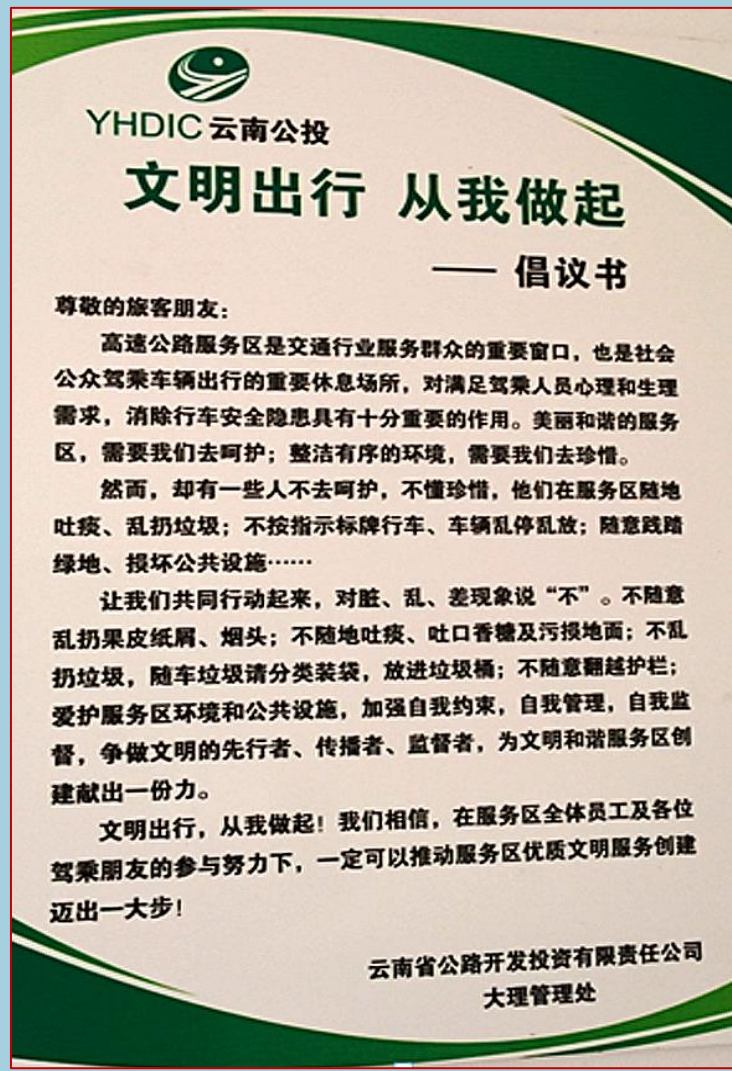 YHDIC 云南公投
文明出行 从我做起
—— 倡议书
尊敬的旅客朋友：
高速公路服务区是交通行业服务群众的重要窗口，也是社会
公众驾乘车辆出行的重要休息场所，对满足驾乘人员心理和生理
需求，消除行车安全隐患具有十分重要的作用。美丽和谐的服务
区，需要我们去呵护；整洁有序的环境，需要我们去珍惜。
然而，却有一些人不去呵护，不懂珍惜，他们在服务区随地
吐痰、乱扔垃圾；不按指示标牌行车、车辆乱停乱放；随意践踏
绿地、损坏公共设施……
让我们共同行动起来，对脏、乱、差现象说“不”。不随意
乱扔果皮纸屑、烟头；不随地吐痰、吐口香糖及污损地面；不乱
扔垃圾，随车垃圾请分类装袋，放进垃圾桶；不随意翻越护栏；
爱护服务区环境和公共设施，加强自我约束，自我管理，自我监
督，争做文明的先行者、传播者、监督者，为文明和谐服务区创
建献出一份力。
文明出行，从我做起！我们相信，在服务区全体员工及各位
驾乘朋友的参与努力下，一定可以推动服务区优质文明服务创建
迈出一大步！
云南省公路开发投资有限责任公司
大理管理处